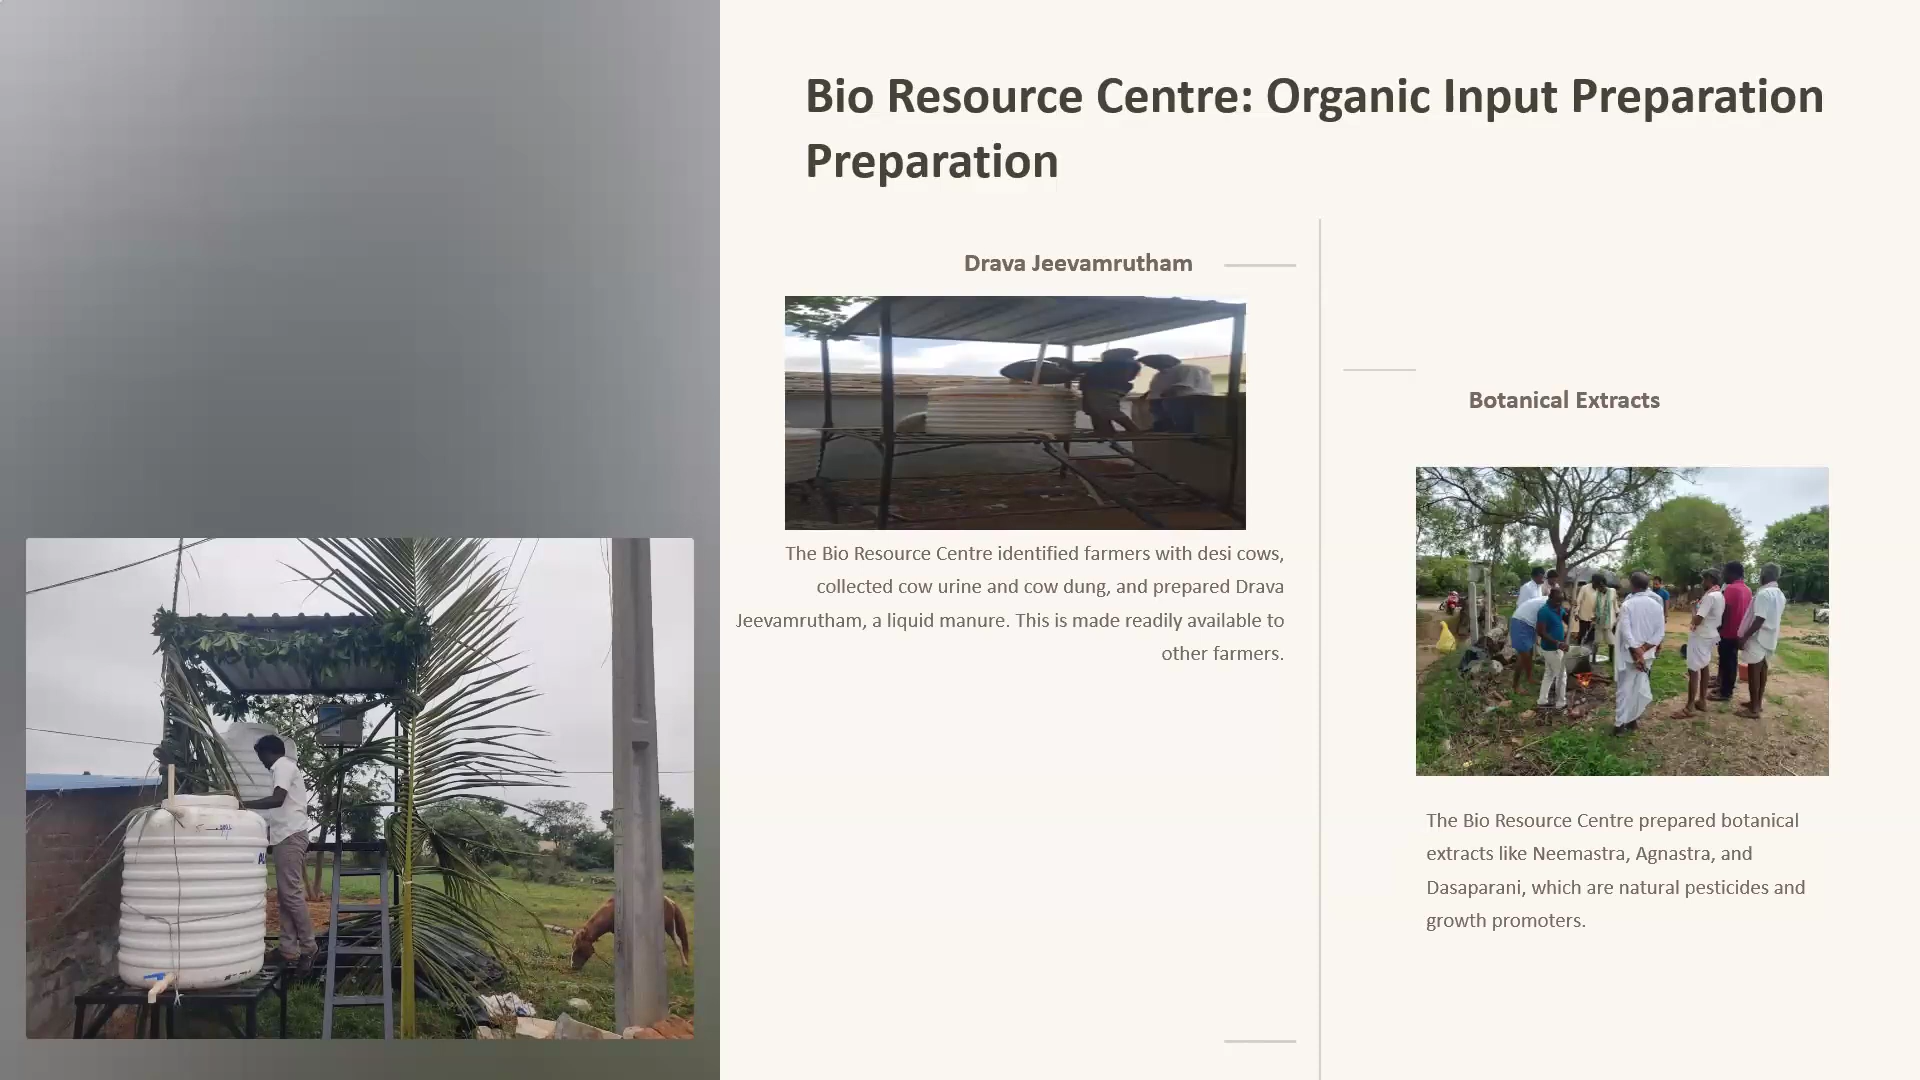 Bio Resource Centre: Organic Input Preparation
Preparation
Drava Jeevamrutham
The Bio Resource Centre identified farmers with desi cows,
collected cow urine and cow dung, and prepared Drava
Jeevamrutham, a liquid manure. This is made readily available to
other farmers.
Botanical Extracts
The Bio Resource Centre prepared botanical
extracts like Neemastra, Agnastra, and
Dasaparani, which are natural pesticides and
growth promoters.